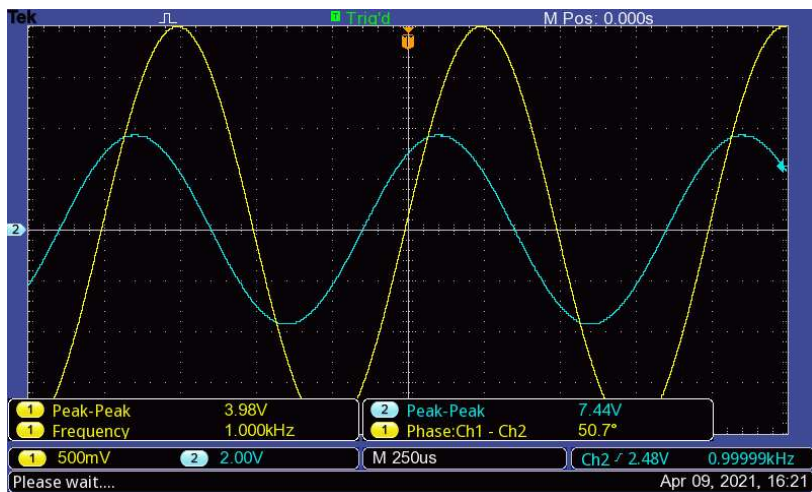 Tek T Trig'd M Pos: 0.000s
T
2
1 Peak-Peak 3.98V 2 Peak-Peak 7.44V
1 Frequency 1.000kHz 1 Phase:Ch1 - Ch2 50.7°
1 500mV 2 2.00V M 250us Ch2 2.48V 0.99999kHz
Please wait.... Apr 09, 2021, 16:21